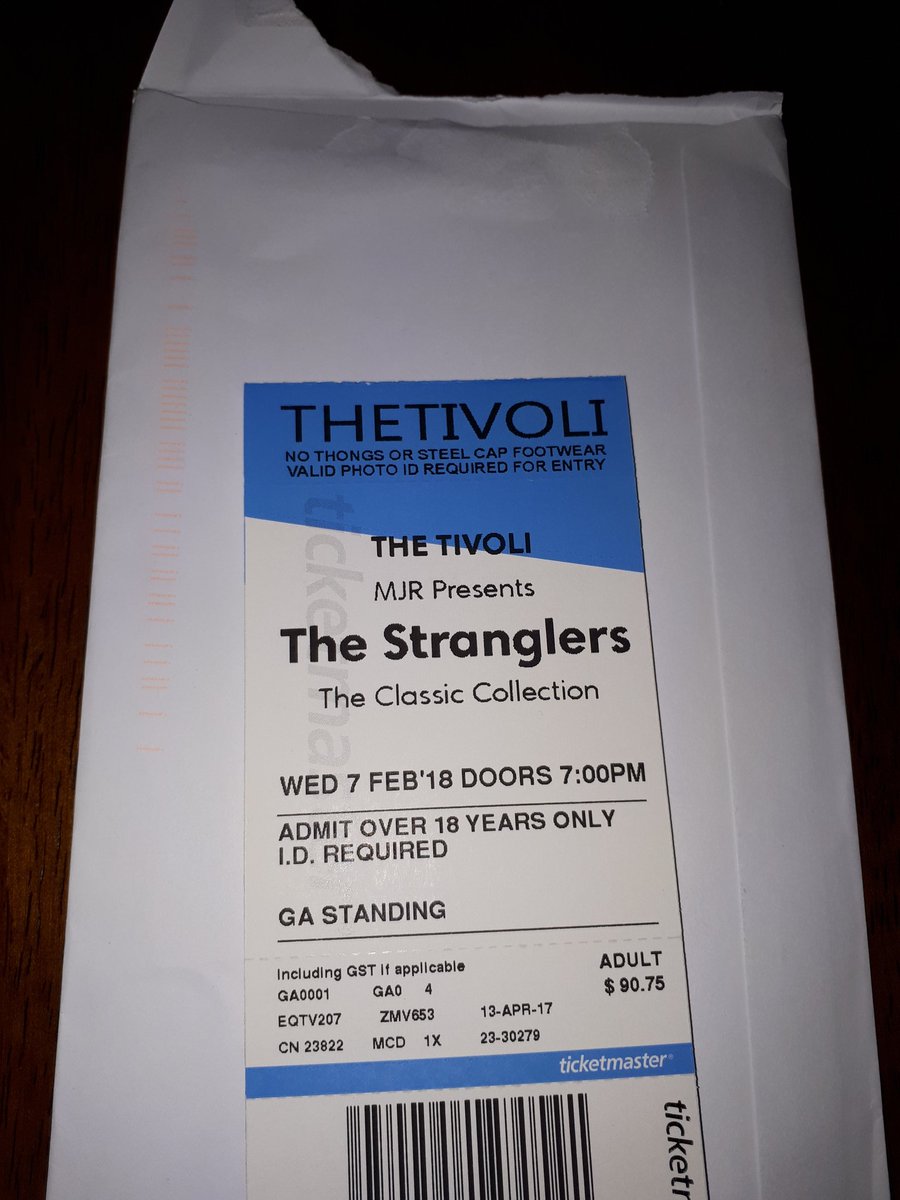 THETIVOLI
NO THONGS OR STEEL CAP FOOTWEAR
VALID PHOTO ID REQUIRED FOR ENTRY
THE TIVOLI
MJR Presents
The Stranglers
The Classic Collection
WED 7 FEB'18 DOORS 7:00PM
ADMIT OVER 18 YEARS ONLY
I.D. REQUIRED
GA STANDING
Including GST if applicable ADULT
GA0001 GA0 4 $ 90.75
EQTV207 ZMV653 13-APR-17
CN 23822 MCD 1X 23-30279
ticketmaster
ticketma
ticketr